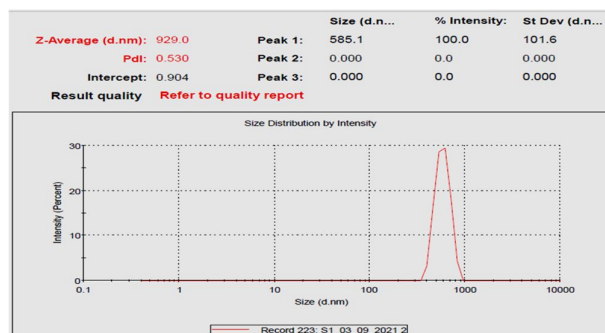 Size (d.n... % Intensity: St Dev (d.n...
Z-Average (d.nm): 929.0 Peak 1: 585.1 100.0 101.6
PdI: 0.530 Peak 2: 0.000 0.0 0.000
Intercept: 0.904 Peak 3: 0.000 0.0 0.000
Result quality Refer to quality report
Size Distribution by Intensity
Intensity (Percent)
30
20
10
0
0.1 1 10 100 1000 10000
Size (d.nm)
Record 223: S1 03 09 2021 2